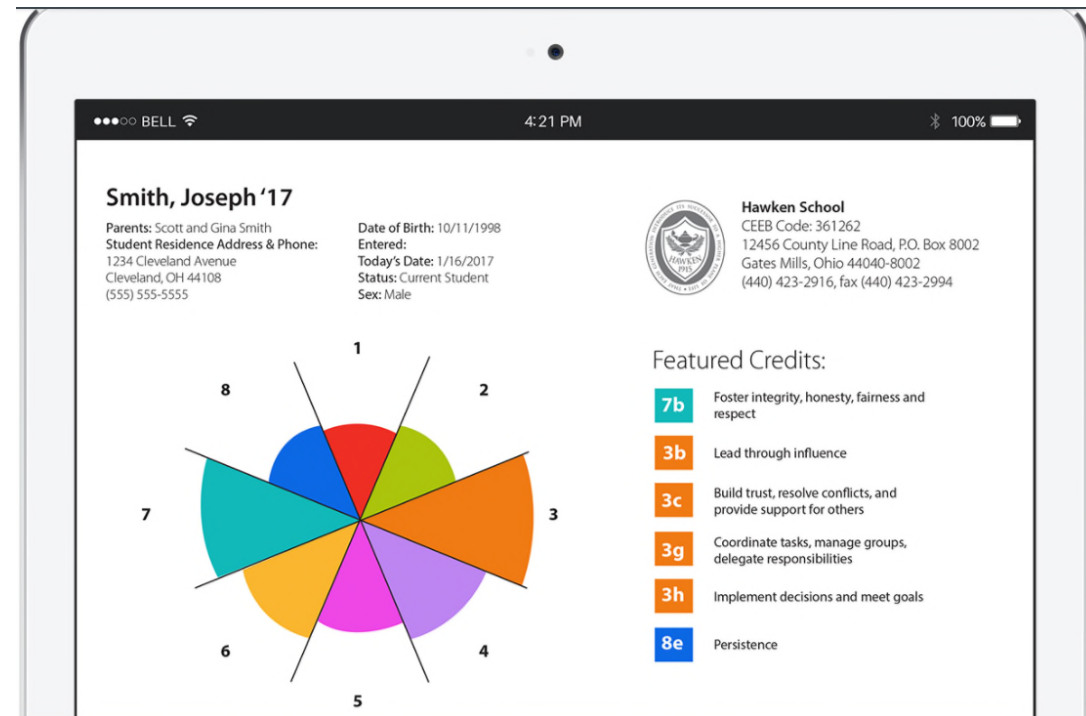 BELL
4:21 PM
100%
Smith, Joseph ‘17
Parents: Scott and Gina Smith
Student Residence Address & Phone:
1234 Cleveland Avenue
Cleveland, OH 44108
(555) 555-5555
Date of Birth: 10/11/1998
Entered:
Today’s Date: 1/16/2017
Status: Current Student
Sex: Male
HAWKEN
1915
Hawken School
CEEB Code: 361262
12456 County Line Road, P.O. Box 8002
Gates Mills, Ohio 44040-8002
(440) 423-2916, fax (440) 423-2994
1
2
3
4
5
6
7
8
Featured Credits:
7b
Foster integrity, honesty, fairness and
respect
3b
Lead through influence
3c
Build trust, resolve conflicts, and
provide support for others
3g
Coordinate tasks, manage groups,
delegate responsibilities
3h
Implement decisions and meet goals
8e
Persistence